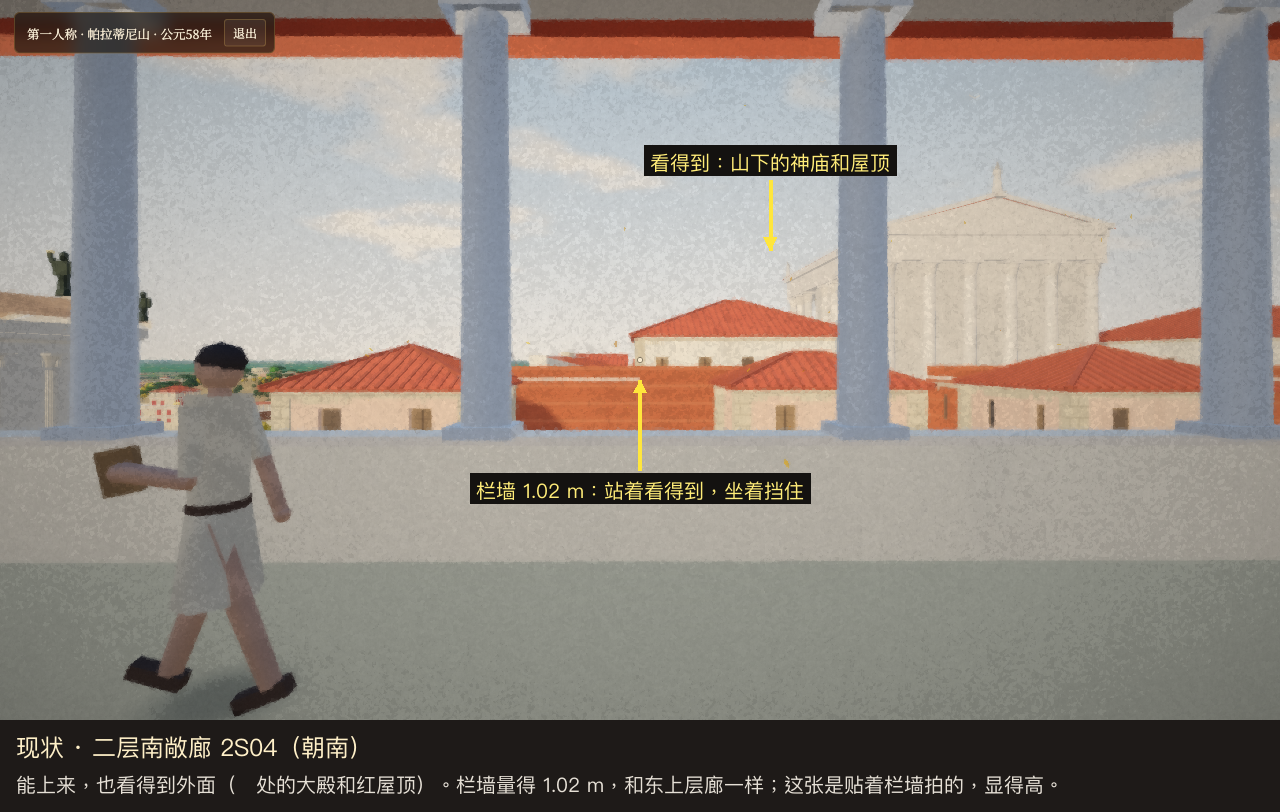 第一人称 · 帕拉蒂尼山 · 公元58年 退出
看得到：山下的神庙和屋顶
栏墙 1.02 m：站着看得到，坐着挡住
现状 · 二层南敞廊 2S04（朝南）
能上来，也看得到外面（ 处的大殿和红屋顶）。栏墙量得 1.02 m，和东上层廊一样；这张是贴着栏墙拍的，显得高。